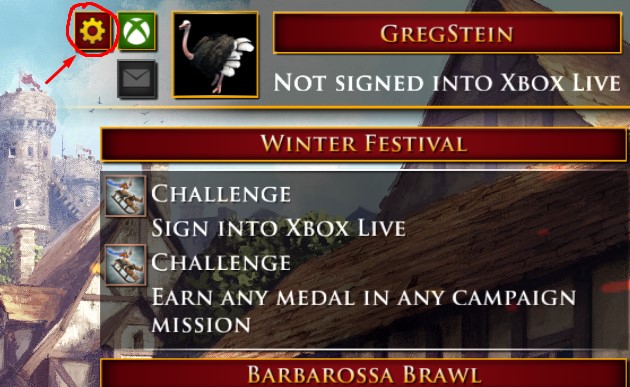 GregStein
Not signed into Xbox Live
Winter Festival
Challenge
Sign into Xbox Live
Challenge
Earn any medal in any campaign
mission
Barbarossa Brawl